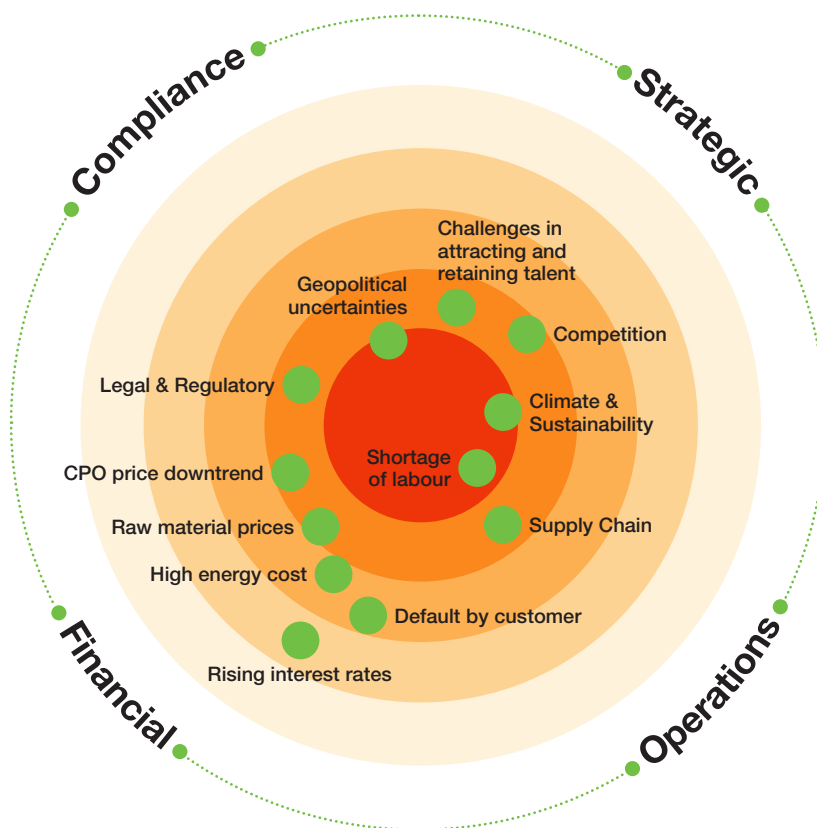 Compliance
Strategic
Challenges in
attracting and
retaining talent
Geopolitical
uncertainties
Competition
Legal & Regulatory
Climate &
Sustainability
Shortage
of labour
CPO price downtrend
Raw material prices
Supply Chain
High energy cost
Default by customer
Rising interest rates
Financial
Operations